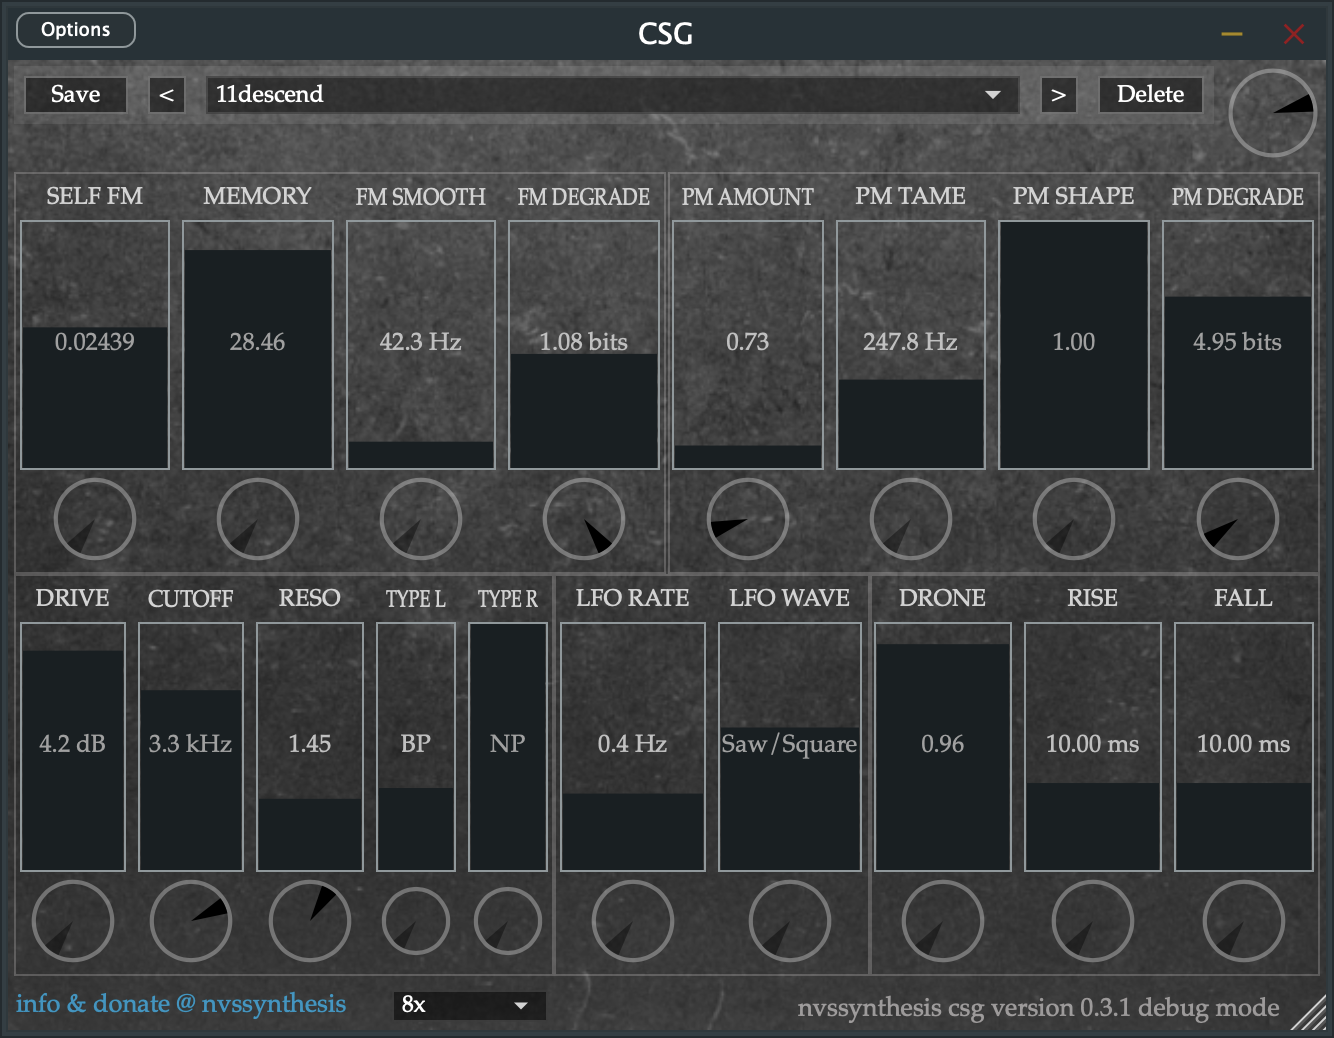 Options
CSG
Save
<
11descend
>
Delete
SELF FM MEMORY FM SMOOTH FM DEGRADE PM AMOUNT PM TAME PM SHAPE PM DEGRADE
0.02439 28.46 42.3 Hz 1.08 bits 0.73 247.8 Hz 1.00 4.95 bits
DRIVE CUTOFF RESO TYPE L TYPE R LFO RATE LFO WAVE DRONE RISE FALL
4.2 dB 3.3 kHz 1.45 BP NP 0.4 Hz Saw/Square 0.96 10.00 ms 10.00 ms
info & donate @ nvssynthesis
8x
nvssynthesis csg version 0.3.1 debug mode